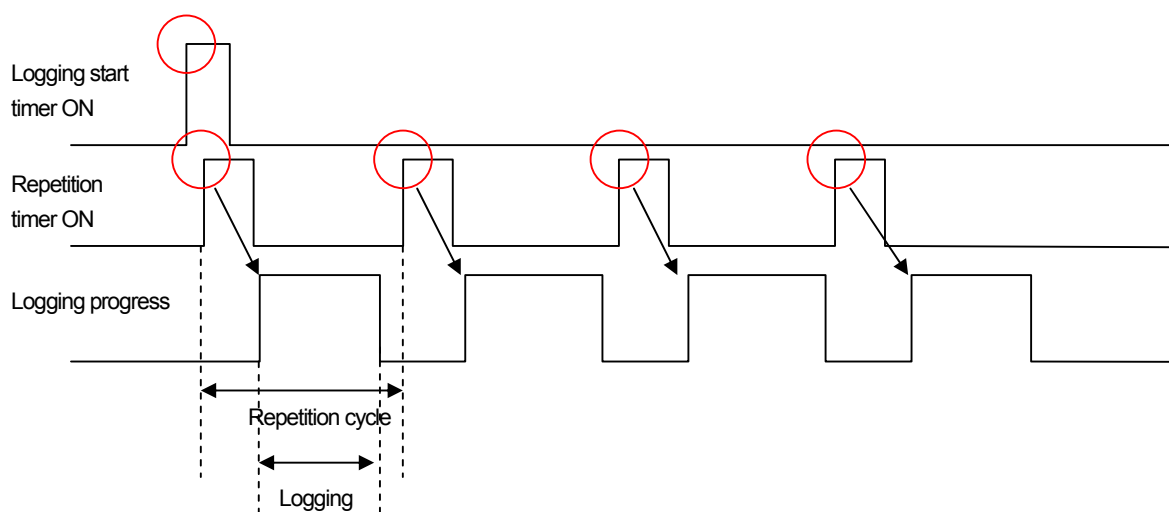 Logging start
timer ON
Repetition
timer ON
Logging progress
Repetition cycle
Logging